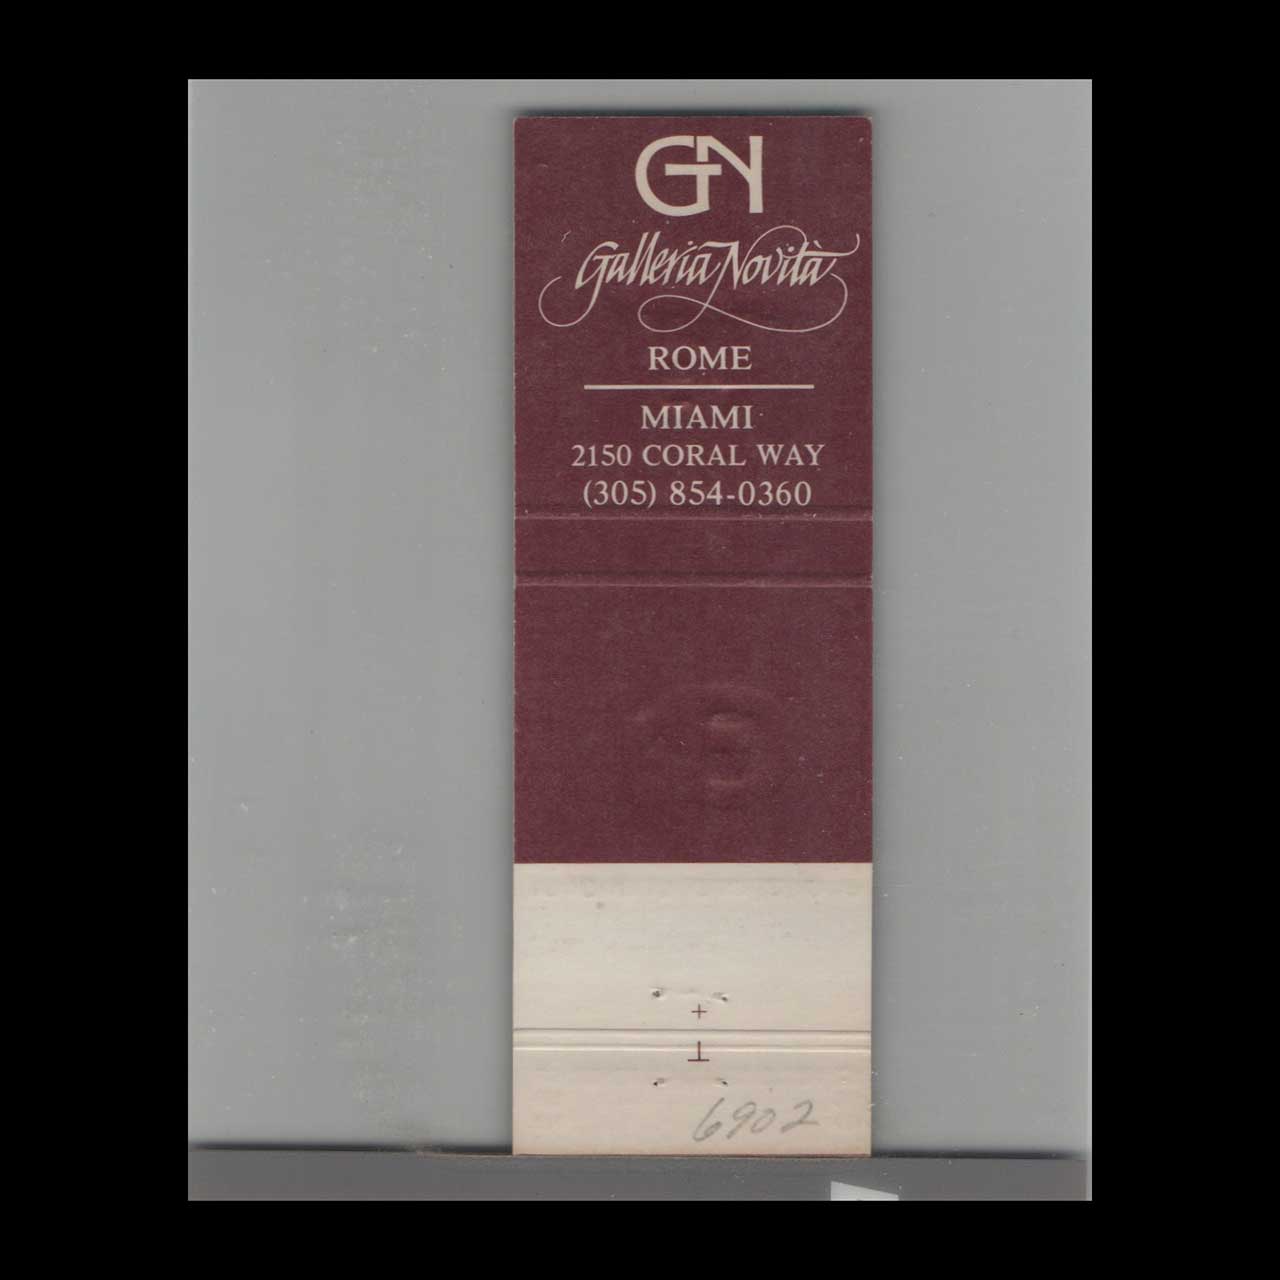 GN
Galleria Novità
ROME
MIAMI
2150 CORAL WAY
(305) 854-0360
6902